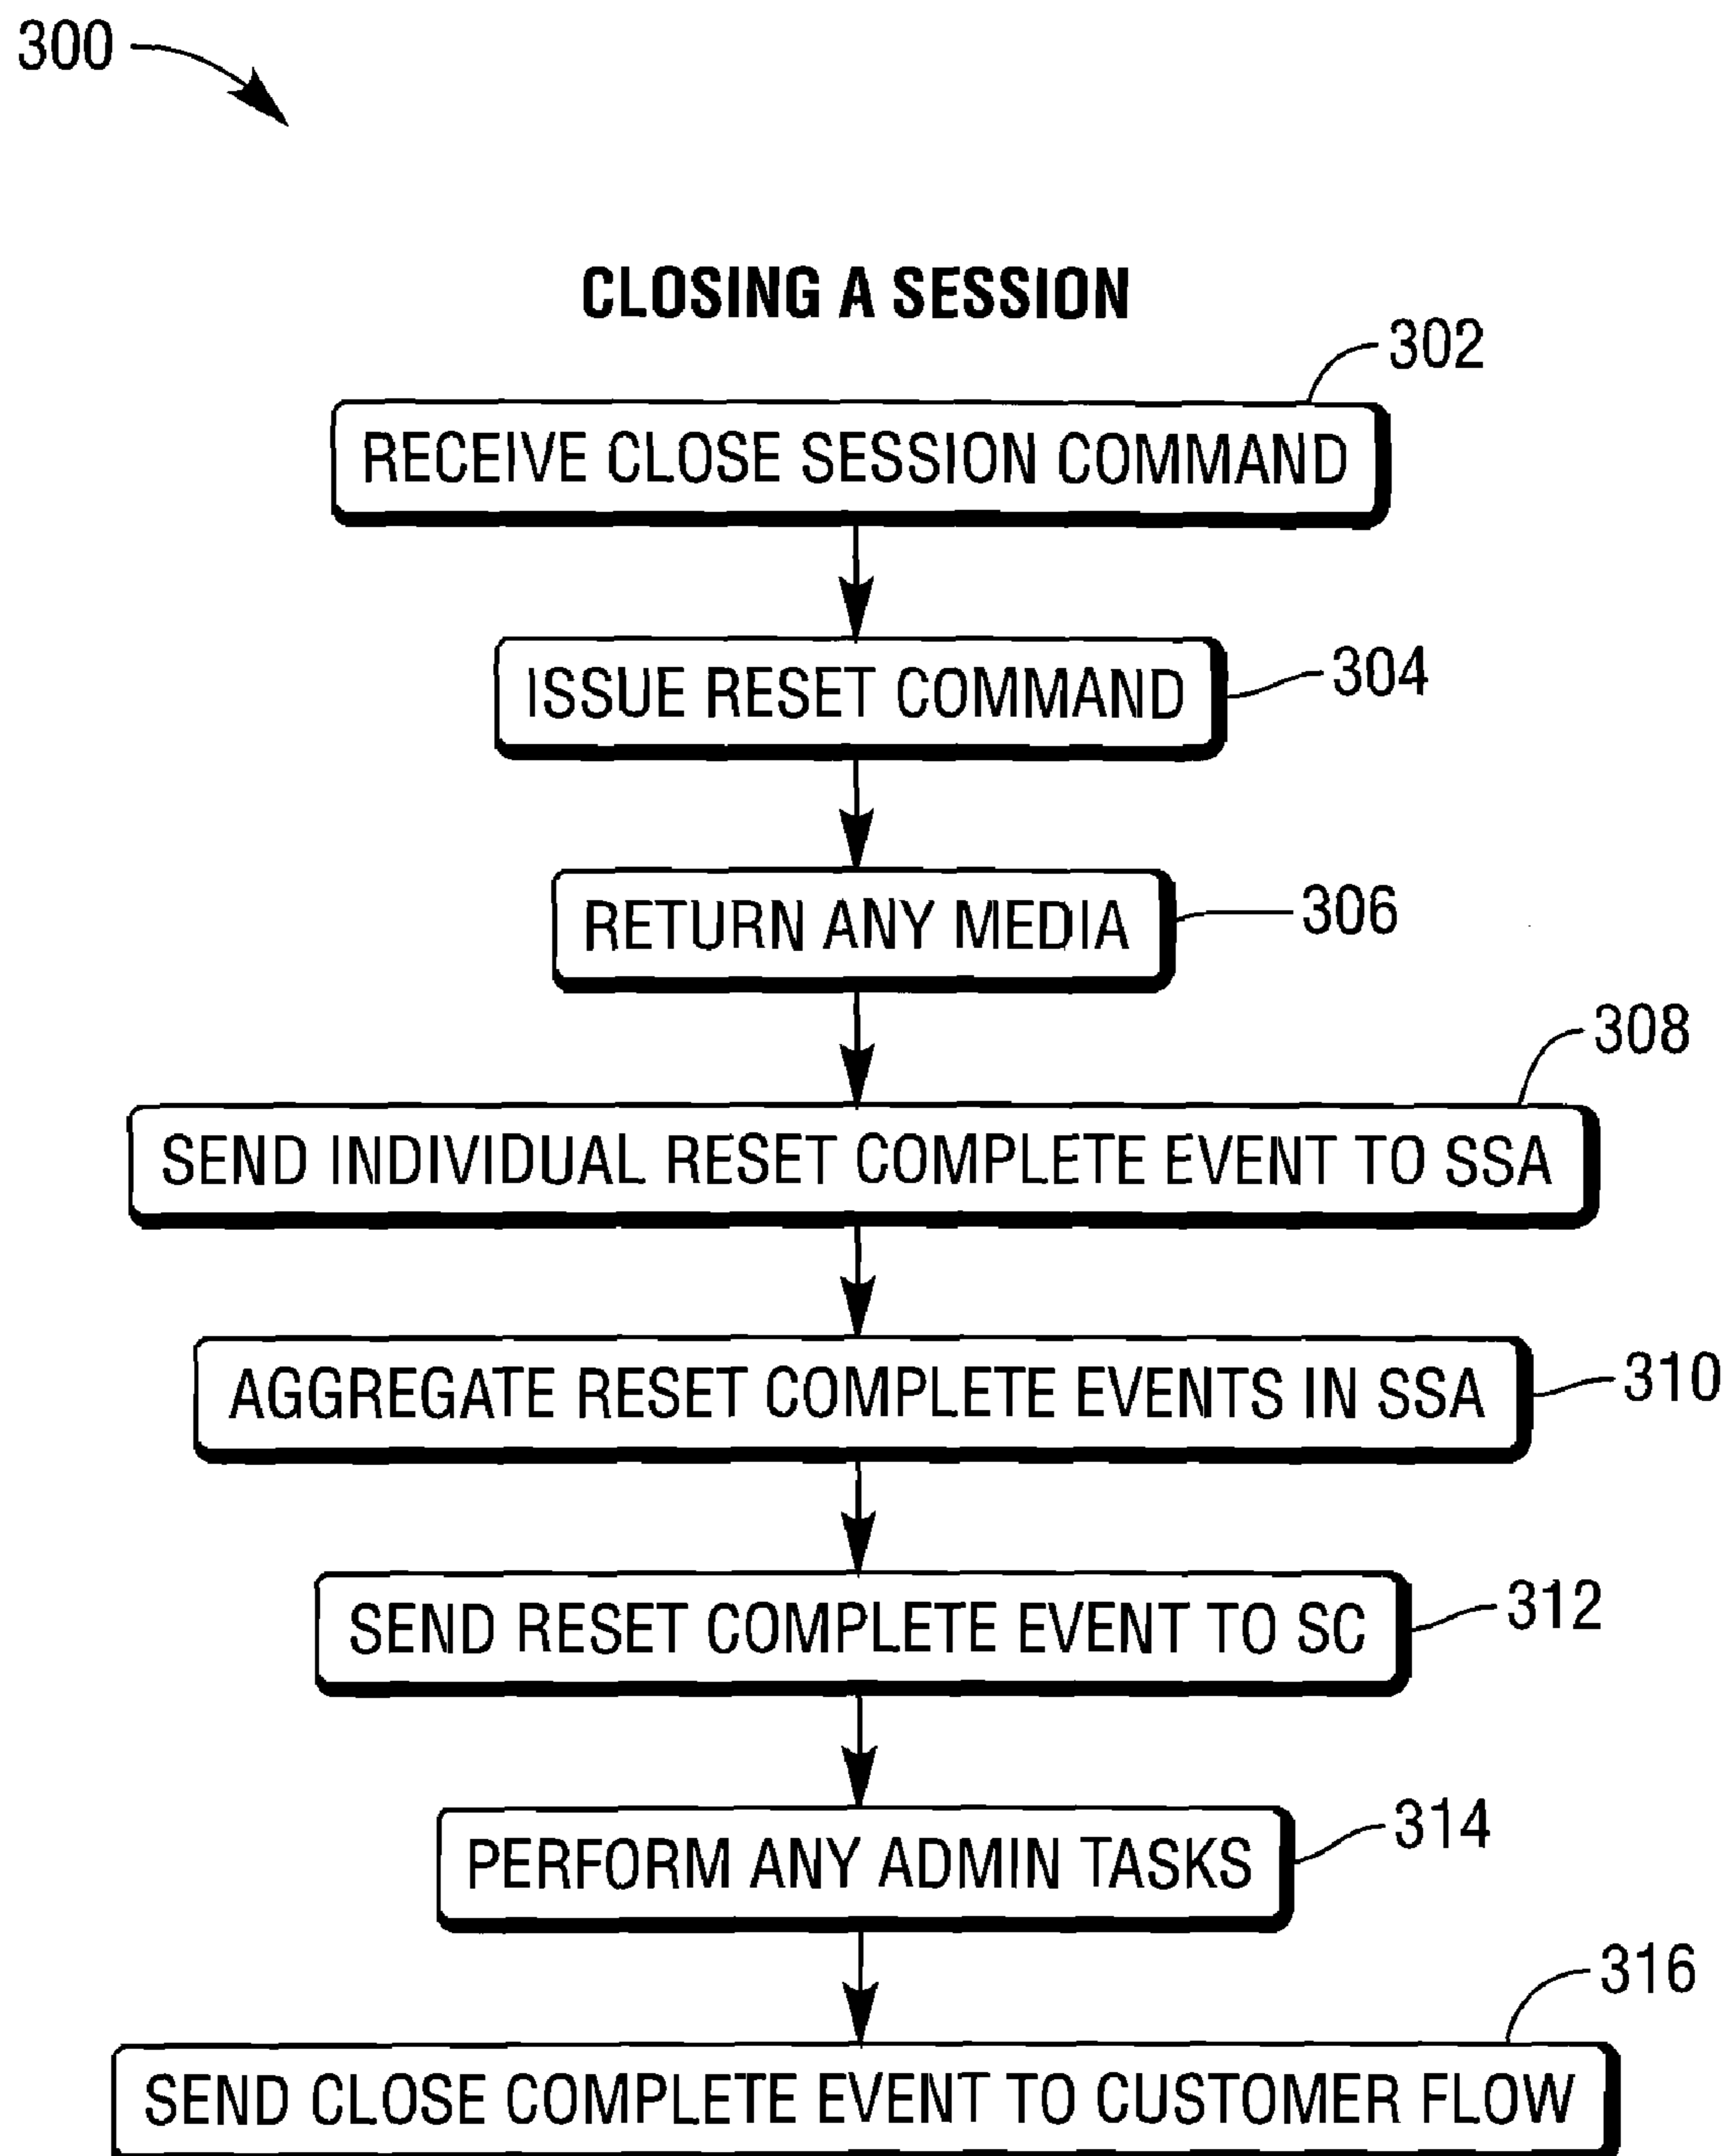 300
CLOSING A SESSION
302
RECEIVE CLOSE SESSION COMMAND
ISSUE RESET COMMAND
304
RETURN ANY MEDIA
306
308
SEND INDIVIDUAL RESET COMPLETE EVENT TO SSA
AGGREGATE RESET COMPLETE EVENTS IN SSA
310
SEND RESET COMPLETE EVENT TO SC
312
PERFORM ANY ADMIN TASKS
314
316
SEND CLOSE COMPLETE EVENT TO CUSTOMER FLOW